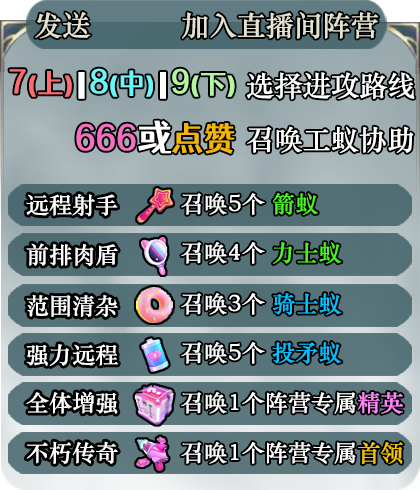 发送 加入直播间阵营
7(上)|8(中)|9(下) 选择进攻路线
666或点赞 召唤工蚁协助
远程射手 召唤5个 箭蚁
前排肉盾 召唤4个 力士蚁
范围清杂 召唤3个 骑士蚁
强力远程 召唤5个 投矛蚁
全体增强 召唤1个阵营专属精英
不朽传奇 召唤1个阵营专属首领